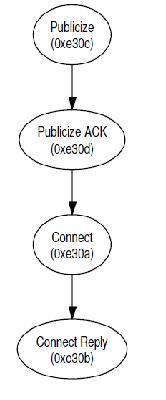 Publicize
(0xe30c)
Publicize ACK
(0xe30d)
Connect
(0xe30a)
Connect Reply
(0xe30b)